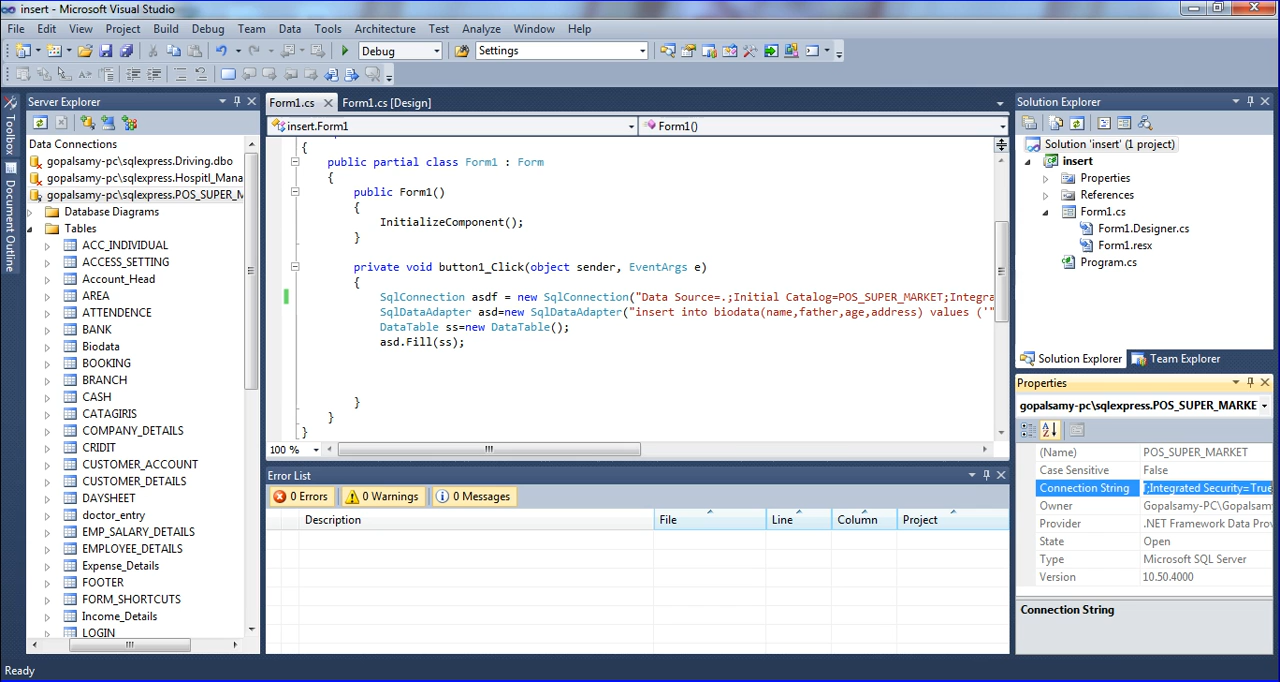 insert - Microsoft Visual Studio
File Edit View Project Build Debug Team Data Tools Architecture Test Analyze Window Help
Debug Settings
Toolbox
Document Outline
Server Explorer
Data Connections
gopalsamy-pc\sqlexpress.Driving.dbo
gopalsamy-pc\sqlexpress.Hospitl_Mana
gopalsamy-pc\sqlexpress.POS_SUPER_M
Database Diagrams
Tables
ACC_INDIVIDUAL
ACCESS_SETTING
Account_Head
AREA
ATTENDENCE
BANK
Biodata
BOOKING
BRANCH
CASH
CATAGIRIS
COMPANY_DETAILS
CRIDIT
CUSTOMER_ACCOUNT
CUSTOMER_DETAILS
DAYSHEET
doctor_entry
EMP_SALARY_DETAILS
EMPLOYEE_DETAILS
Expense_Details
FOOTER
FORM_SHORTCUTS
Income_Details
LOGIN
Form1.cs Form1.cs [Design]
insert.Form1 Form1()
{
public partial class Form1 : Form
{
public Form1()
{
InitializeComponent();
}
private void button1_Click(object sender, EventArgs e)
{
SqlConnection asdf = new SqlConnection("Data Source=.;Initial Catalog=POS_SUPER_MARKET;Integra
SqlDataAdapter asd=new SqlDataAdapter("insert into biodata(name,father,age,address) values ('"
DataTable ss=new DataTable();
asd.Fill(ss);
}
}
}
100 %
Error List
0 Errors 0 Warnings 0 Messages
Description File Line Column Project
Solution Explorer
Solution 'insert' (1 project)
insert
Properties
References
Form1.cs
Form1.Designer.cs
Form1.resx
Program.cs
Solution Explorer Team Explorer
Properties
gopalsamy-pc\sqlexpress.POS_SUPER_MARKE
(Name) POS_SUPER_MARKET
Case Sensitive False
Connection String ;Integrated Security=True
Owner Gopalsamy-PC\Gopalsam
Provider .NET Framework Data Prov
State Open
Type Microsoft SQL Server
Version 10.50.4000
Connection String
Ready